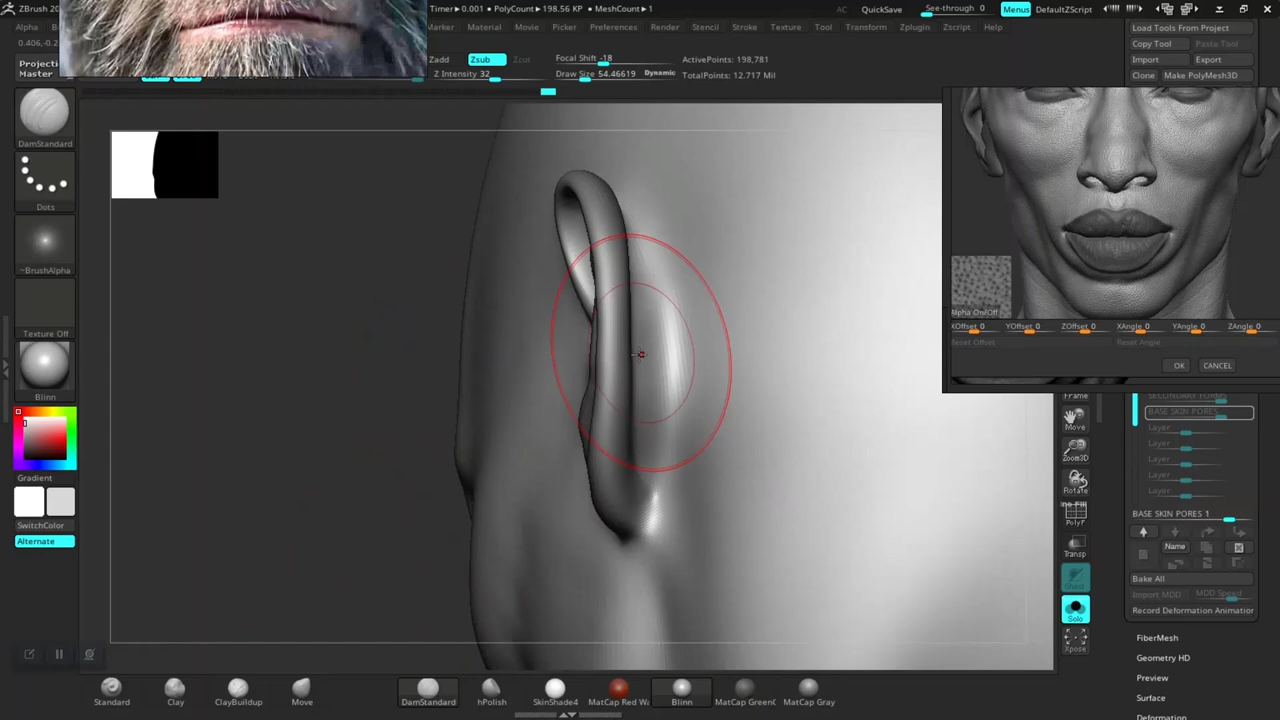 ZBrush 20
Timer▶0.001 • PolyCount▶198.56 KP • MeshCount▶1
AC
QuickSave
See-through 0
Menus
DefaultZScript
Alpha
Marker
Material
Movie
Picker
Preferences
Render
Stencil
Stroke
Texture
Tool
Transform
Zplugin
Zscript
Help
Load Tools From Project
Copy Tool
Paste Tool
Import
Export
Clone
Make PolyMesh3D
Projection
Master
Zadd
Zsub
Zcut
Z Intensity 32
Focal Shift -18
Draw Size 54.46619
Dynamic
ActivePoints: 198,781
TotalPoints: 12.717 Mil
DamStandard
Dots
~BrushAlpha
Texture Off
Blinn
Gradient
SwitchColor
Alternate
Alpha On/Off
XOffset 0
YOffset 0
ZOffset 0
XAngle 0
YAngle 0
ZAngle 0
Reset Offset
Reset Angle
OK
CANCEL
Frame
Move
Zoom3D
Rotate
PolyF
Transp
Ghost
Solo
Xpose
BASE SKIN PORES
Layer
Layer
Layer
Layer
Layer
BASE SKIN PORES 1
Name
Bake All
Import MDD
MDD Speed
Record Deformation Animation
FiberMesh
Geometry HD
Preview
Surface
Deformation
Standard
Clay
ClayBuildup
Move
DamStandard
hPolish
SkinShade4
MatCap Red Wa
Blinn
MatCap GreenC
MatCap Gray